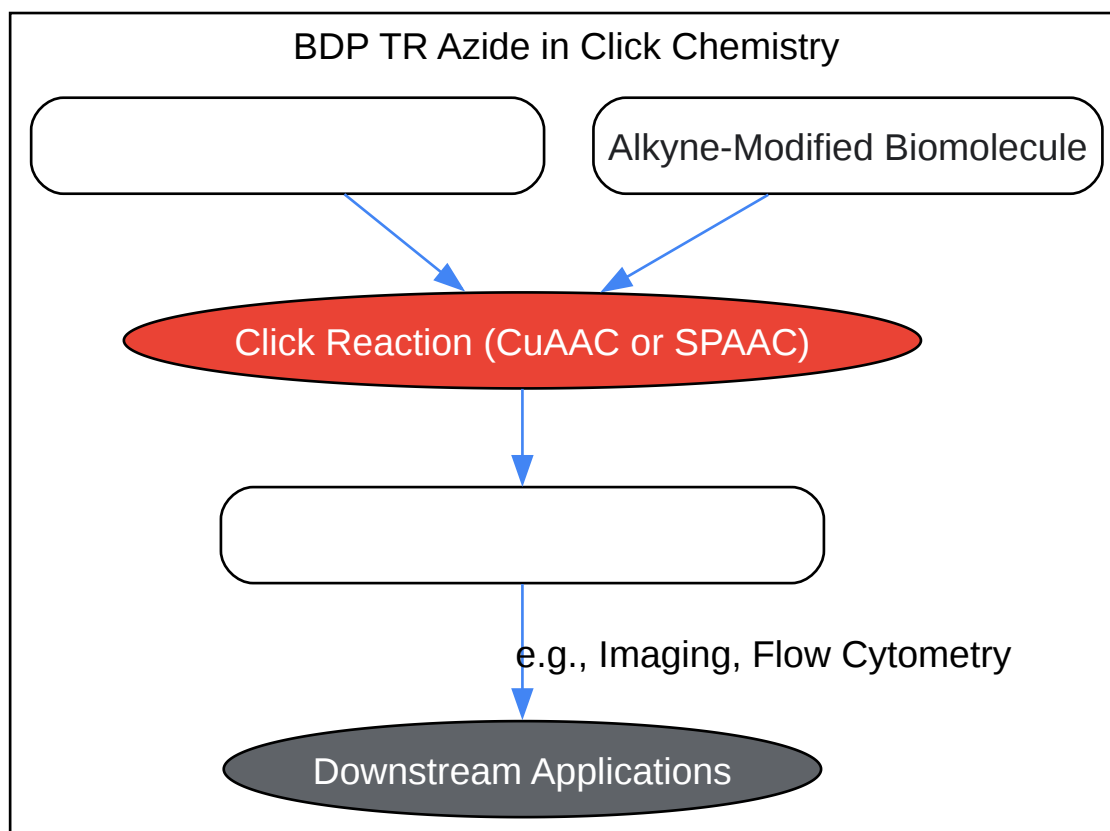 BDP TR Azide in Click Chemistry
Alkyne-Modified Biomolecule
Click Reaction (CuAAC or SPAAC)
e.g., Imaging, Flow Cytometry
Downstream Applications